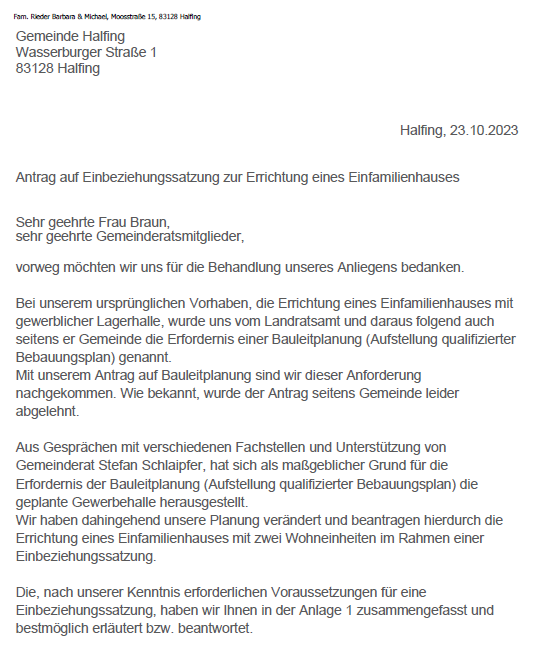 Fam. Rieder Barbara & Michael, Moosstraße 15, 83128 Halfing
Gemeinde Halfing
Wasserburger Straße 1
83128 Halfing
Halfing, 23.10.2023
Antrag auf Einbeziehungssatzung zur Errichtung eines Einfamilienhauses
Sehr geehrte Frau Braun,
sehr geehrte Gemeinderatsmitglieder,
vorweg möchten wir uns für die Behandlung unseres Anliegens bedanken.
Bei unserem ursprünglichen Vorhaben, die Errichtung eines Einfamilienhauses mit
gewerblicher Lagerhalle, wurde uns vom Landratsamt und daraus folgend auch
seitens er Gemeinde die Erfordernis einer Bauleitplanung (Aufstellung qualifizierter
Bebauungsplan) genannt.
Mit unserem Antrag auf Bauleitplanung sind wir dieser Anforderung
nachgekommen. Wie bekannt, wurde der Antrag seitens Gemeinde leider
abgelehnt.
Aus Gesprächen mit verschiedenen Fachstellen und Unterstützung von
Gemeinderat Stefan Schlaipfer, hat sich als maßgeblicher Grund für die
Erfordernis der Bauleitplanung (Aufstellung qualifizierter Bebauungsplan) die
geplante Gewerbehalle herausgestellt.
Wir haben dahingehend unsere Planung verändert und beantragen hierdurch die
Errichtung eines Einfamilienhauses mit zwei Wohneinheiten im Rahmen einer
Einbeziehungssatzung.
Die, nach unserer Kenntnis erforderlichen Voraussetzungen für eine
Einbeziehungssatzung, haben wir Ihnen in der Anlage 1 zusammengefasst und
bestmöglich erläutert bzw. beantwortet.